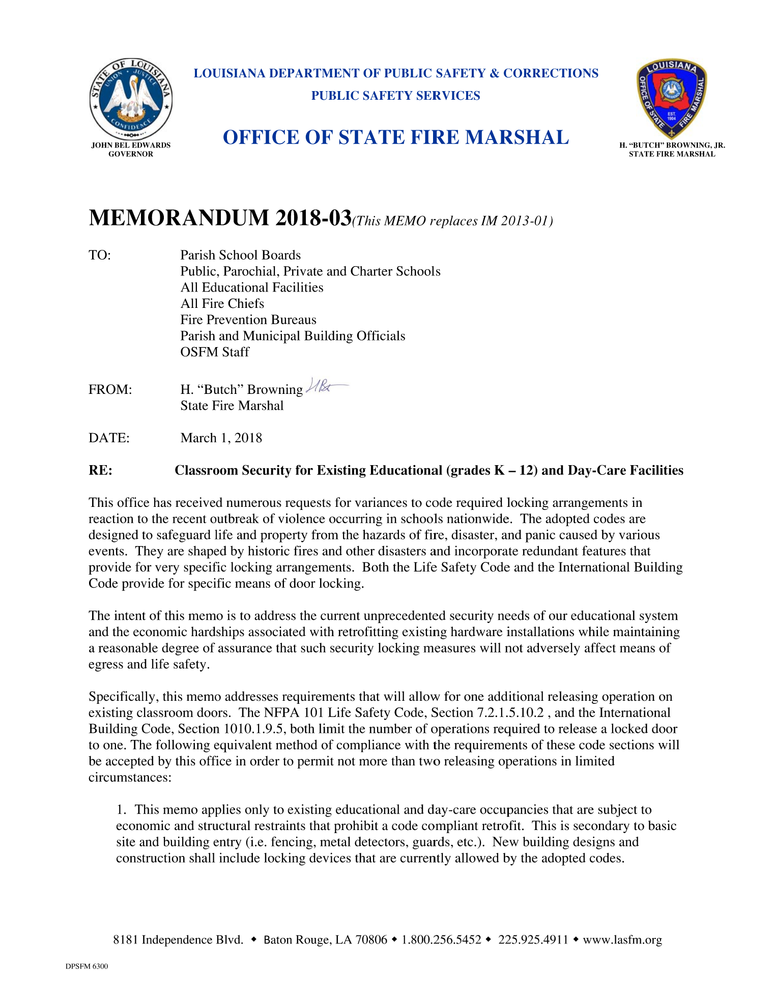 STATE OF LOUISIANA
UNION JUSTICE
CONFIDENCE
JOHN BEL EDWARDS
GOVERNOR
LOUISIANA DEPARTMENT OF PUBLIC SAFETY & CORRECTIONS
PUBLIC SAFETY SERVICES
OFFICE OF STATE FIRE MARSHAL
LOUISIANA
OFFICE OF STATE FIRE MARSHAL
EST.
1904
H. “BUTCH” BROWNING, JR.
STATE FIRE MARSHAL
MEMORANDUM 2018-03(This MEMO replaces IM 2013-01)
TO: Parish School Boards
Public, Parochial, Private and Charter Schools
All Educational Facilities
All Fire Chiefs
Fire Prevention Bureaus
Parish and Municipal Building Officials
OSFM Staff
FROM: H. “Butch” Browning
State Fire Marshal
DATE: March 1, 2018
RE: Classroom Security for Existing Educational (grades K – 12) and Day-Care Facilities
This office has received numerous requests for variances to code required locking arrangements in
reaction to the recent outbreak of violence occurring in schools nationwide. The adopted codes are
designed to safeguard life and property from the hazards of fire, disaster, and panic caused by various
events. They are shaped by historic fires and other disasters and incorporate redundant features that
provide for very specific locking arrangements. Both the Life Safety Code and the International Building
Code provide for specific means of door locking.
The intent of this memo is to address the current unprecedented security needs of our educational system
and the economic hardships associated with retrofitting existing hardware installations while maintaining
a reasonable degree of assurance that such security locking measures will not adversely affect means of
egress and life safety.
Specifically, this memo addresses requirements that will allow for one additional releasing operation on
existing classroom doors. The NFPA 101 Life Safety Code, Section 7.2.1.5.10.2 , and the International
Building Code, Section 1010.1.9.5, both limit the number of operations required to release a locked door
to one. The following equivalent method of compliance with the requirements of these code sections will
be accepted by this office in order to permit not more than two releasing operations in limited
circumstances:
1. This memo applies only to existing educational and day-care occupancies that are subject to
economic and structural restraints that prohibit a code compliant retrofit. This is secondary to basic
site and building entry (i.e. fencing, metal detectors, guards, etc.). New building designs and
construction shall include locking devices that are currently allowed by the adopted codes.
8181 Independence Blvd. ◆ Baton Rouge, LA 70806 ◆ 1.800.256.5452 ◆ 225.925.4911 ◆ www.lasfm.org
DPSFM 6300